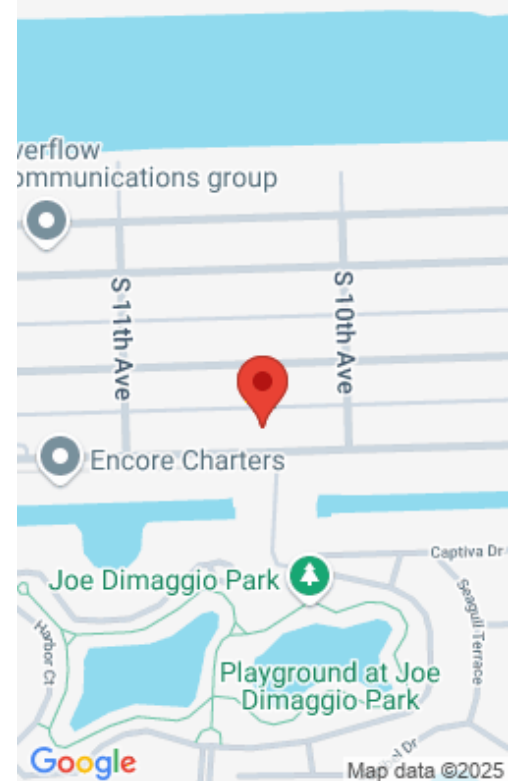 verflow
ommunications group
S 11th Ave
S 10th Ave
Encore Charters
Captiva Dr
Joe Dimaggio Park
Seagull Terrace
Harbor Ct
Playground at Joe
Dimaggio Park
Dr
Google
Map data ©2025